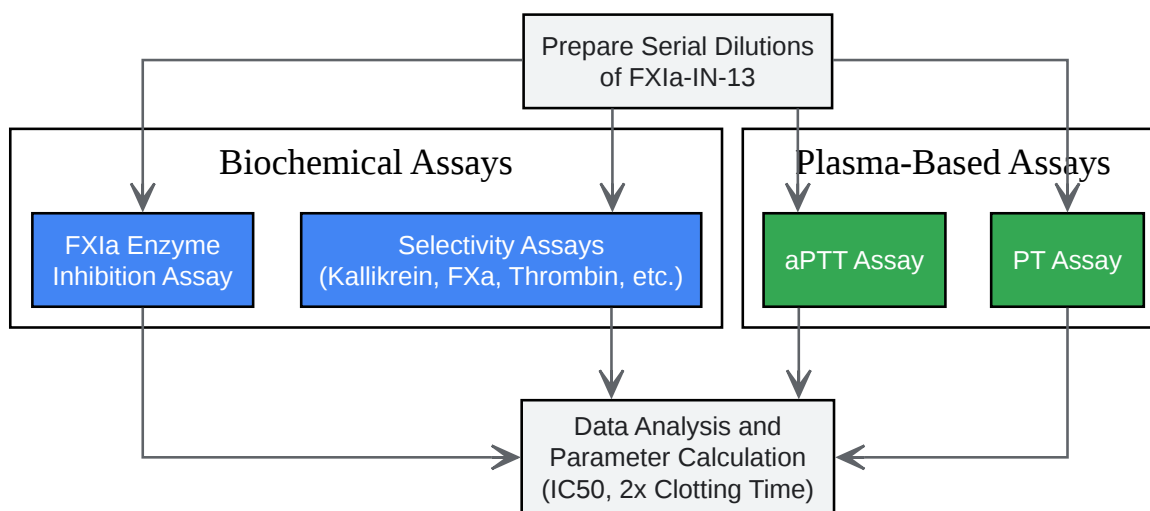 Prepare Serial Dilutions
of FXIa-IN-13
Biochemical Assays
Plasma-Based Assays
FXIa Enzyme
Inhibition Assay
Selectivity Assays
(Kallikrein, FXa, Thrombin, etc.)
aPTT Assay
PT Assay
Data Analysis and
Parameter Calculation
(IC50, 2x Clotting Time)